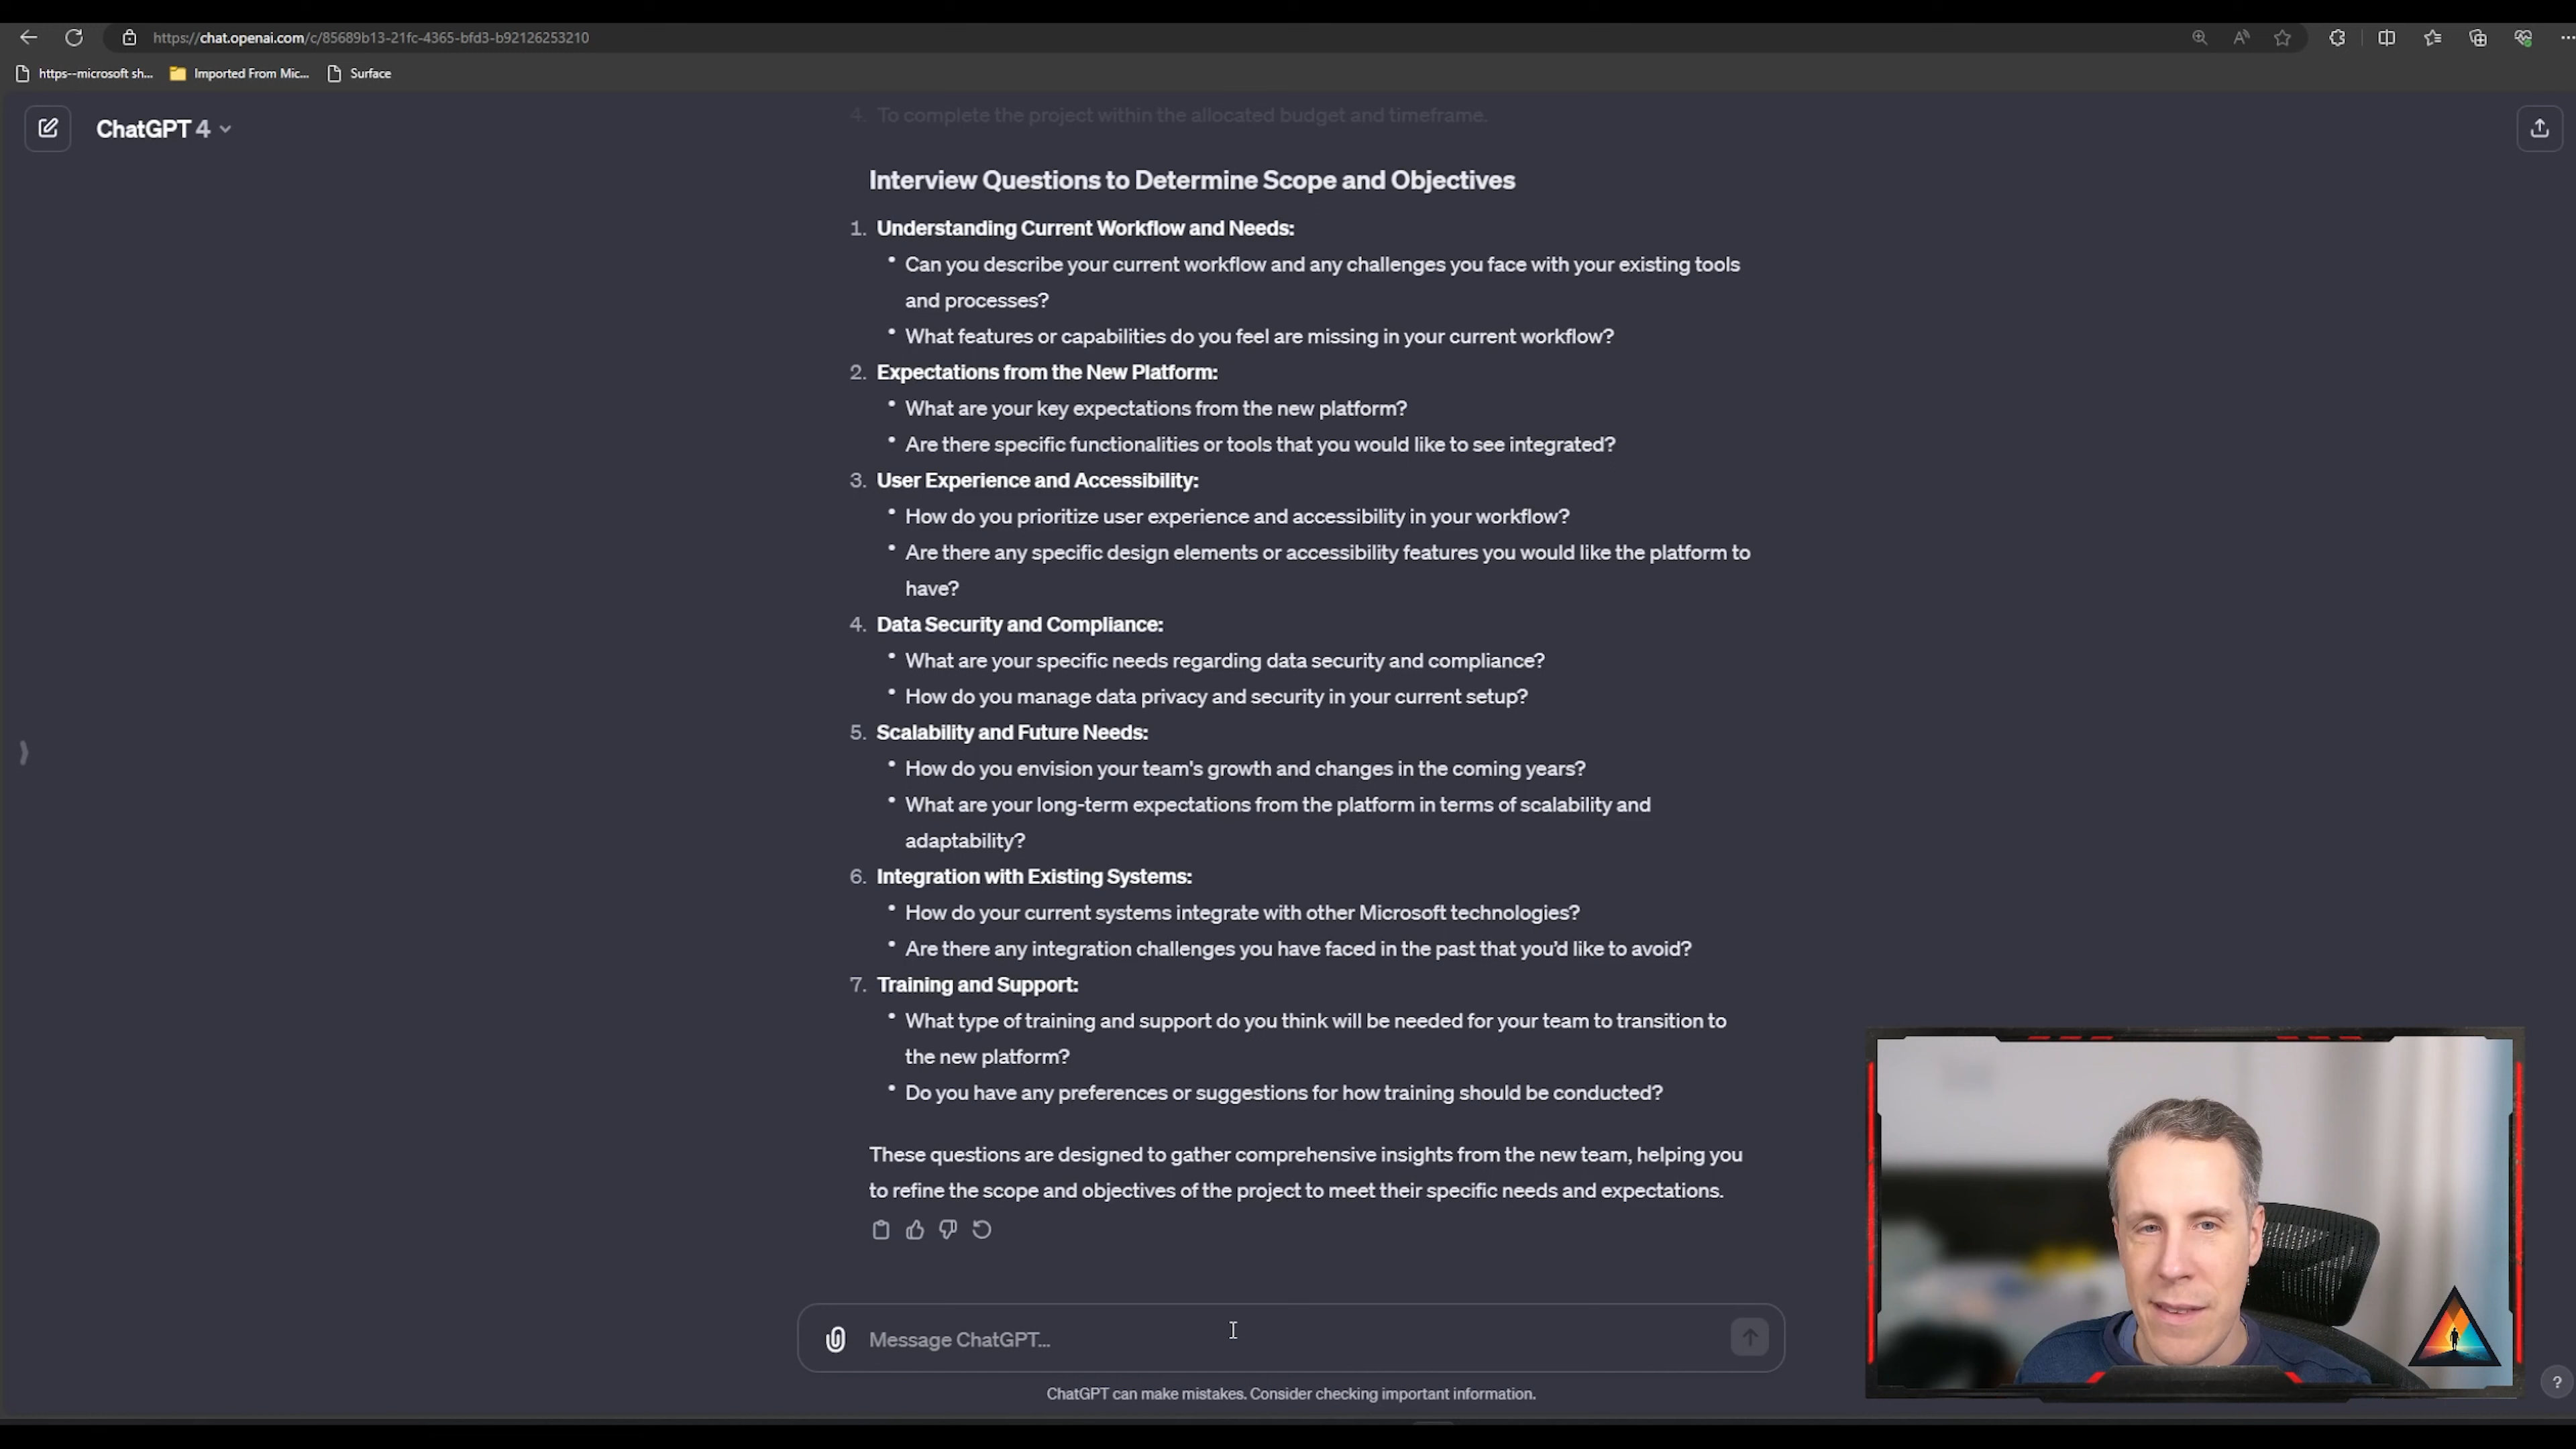 https://chat.openai.com/c/85689b13-21fc-4365-bfd3-b92126253210
https--microsoft sh...
Imported From Mic...
Surface
ChatGPT 4
4. To complete the project within the allocated budget and timeframe.
Interview Questions to Determine Scope and Objectives
1. Understanding Current Workflow and Needs:
• Can you describe your current workflow and any challenges you face with your existing tools
and processes?
• What features or capabilities do you feel are missing in your current workflow?
2. Expectations from the New Platform:
• What are your key expectations from the new platform?
• Are there specific functionalities or tools that you would like to see integrated?
3. User Experience and Accessibility:
• How do you prioritize user experience and accessibility in your workflow?
• Are there any specific design elements or accessibility features you would like the platform to
have?
4. Data Security and Compliance:
• What are your specific needs regarding data security and compliance?
• How do you manage data privacy and security in your current setup?
5. Scalability and Future Needs:
• How do you envision your team's growth and changes in the coming years?
• What are your long-term expectations from the platform in terms of scalability and
adaptability?
6. Integration with Existing Systems:
• How do your current systems integrate with other Microsoft technologies?
• Are there any integration challenges you have faced in the past that you'd like to avoid?
7. Training and Support:
• What type of training and support do you think will be needed for your team to transition to
the new platform?
• Do you have any preferences or suggestions for how training should be conducted?
These questions are designed to gather comprehensive insights from the new team, helping you
to refine the scope and objectives of the project to meet their specific needs and expectations.
Message ChatGPT...
ChatGPT can make mistakes. Consider checking important information.
?